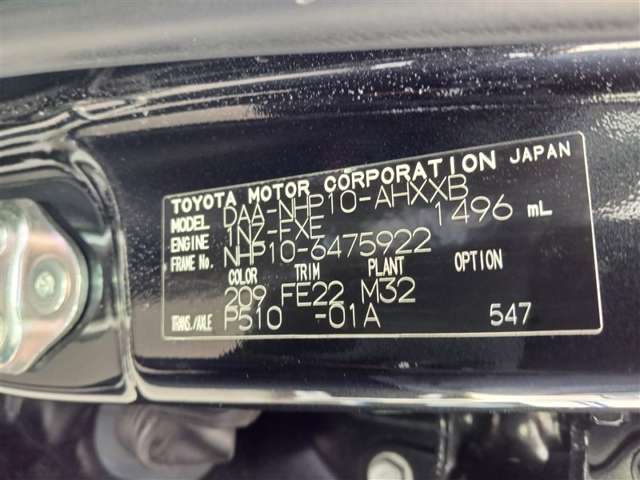 TOYOTA MOTOR CORPORATION JAPAN
MODEL DAA-NHP10-AHXXB
ENGINE 1NZ-FXE 1496 mL
FRAME No. NHP10-6475922
COLOR TRIM PLANT OPTION
209 FE22 M32
TRANS./AXLE P510 -01A 547